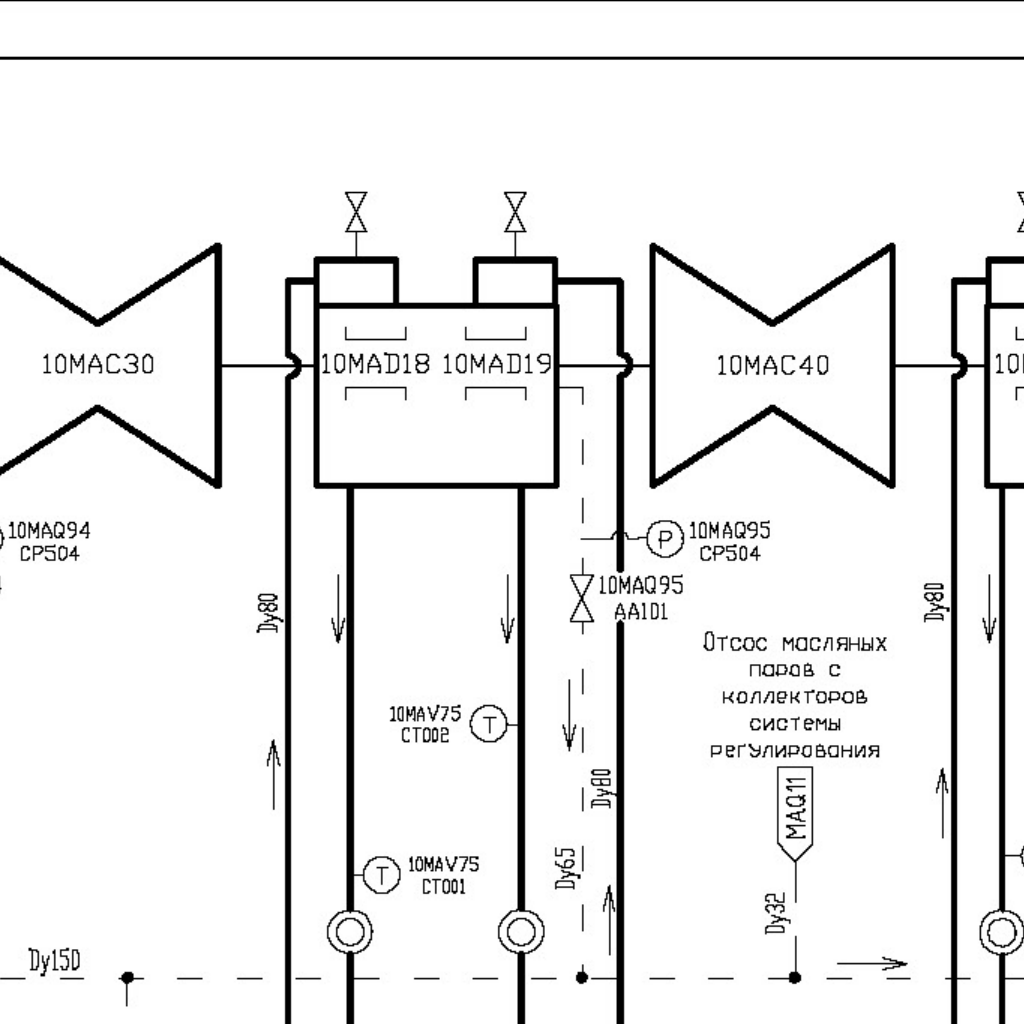 10MAC30
10MAD18
10MAD19
10MAC40
10MAQ94
CP504
10MAQ95
CP504
10MAQ95
AA101
Dy80
Dy80
Отсос масляных
паров с
коллекторов
системы
регулирования
10MAV75
CT002
Dy80
MAQ11
10MAV75
CT001
Dy65
Dy32
Dy150